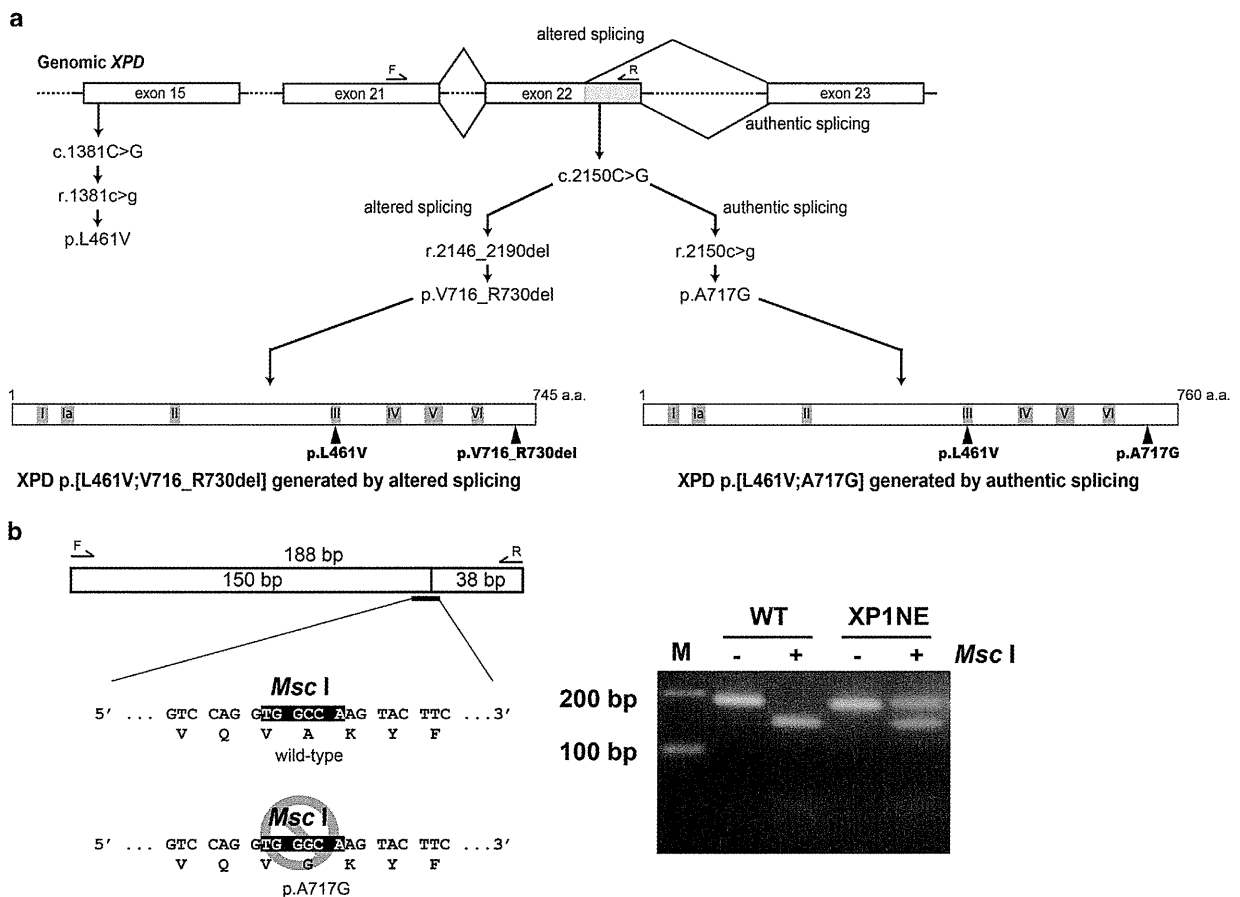 a
altered splicing
Genomic XPD
F
R
exon 15
exon 21
exon 22
exon 23
authentic splicing
c.1381C>G
c.2150C>G
r.1381c>g
altered splicing
authentic splicing
p.L461V
r.2146_2190del
r.2150c>g
p.V716_R730del
p.A717G
1
745 a.a.
1
760 a.a.
I Ia II III IV V VI
I Ia II III IV V VI
p.L461V
p.V716_R730del
p.L461V
p.A717G
XPD p.[L461V;V716_R730del] generated by altered splicing
XPD p.[L461V;A717G] generated by authentic splicing
b
F
188 bp
R
150 bp
38 bp
Msc I
5' ... GTC CAG GTG GCCA AG TAC TTC ...3'
V Q V A K Y F
wild-type
Msc I
5' ... GTC CAG GTG GGCA AG TAC TTC ...3'
V Q V G K Y F
p.A717G
WT
XP1NE
M
-
+
-
+
Msc I
200 bp
100 bp